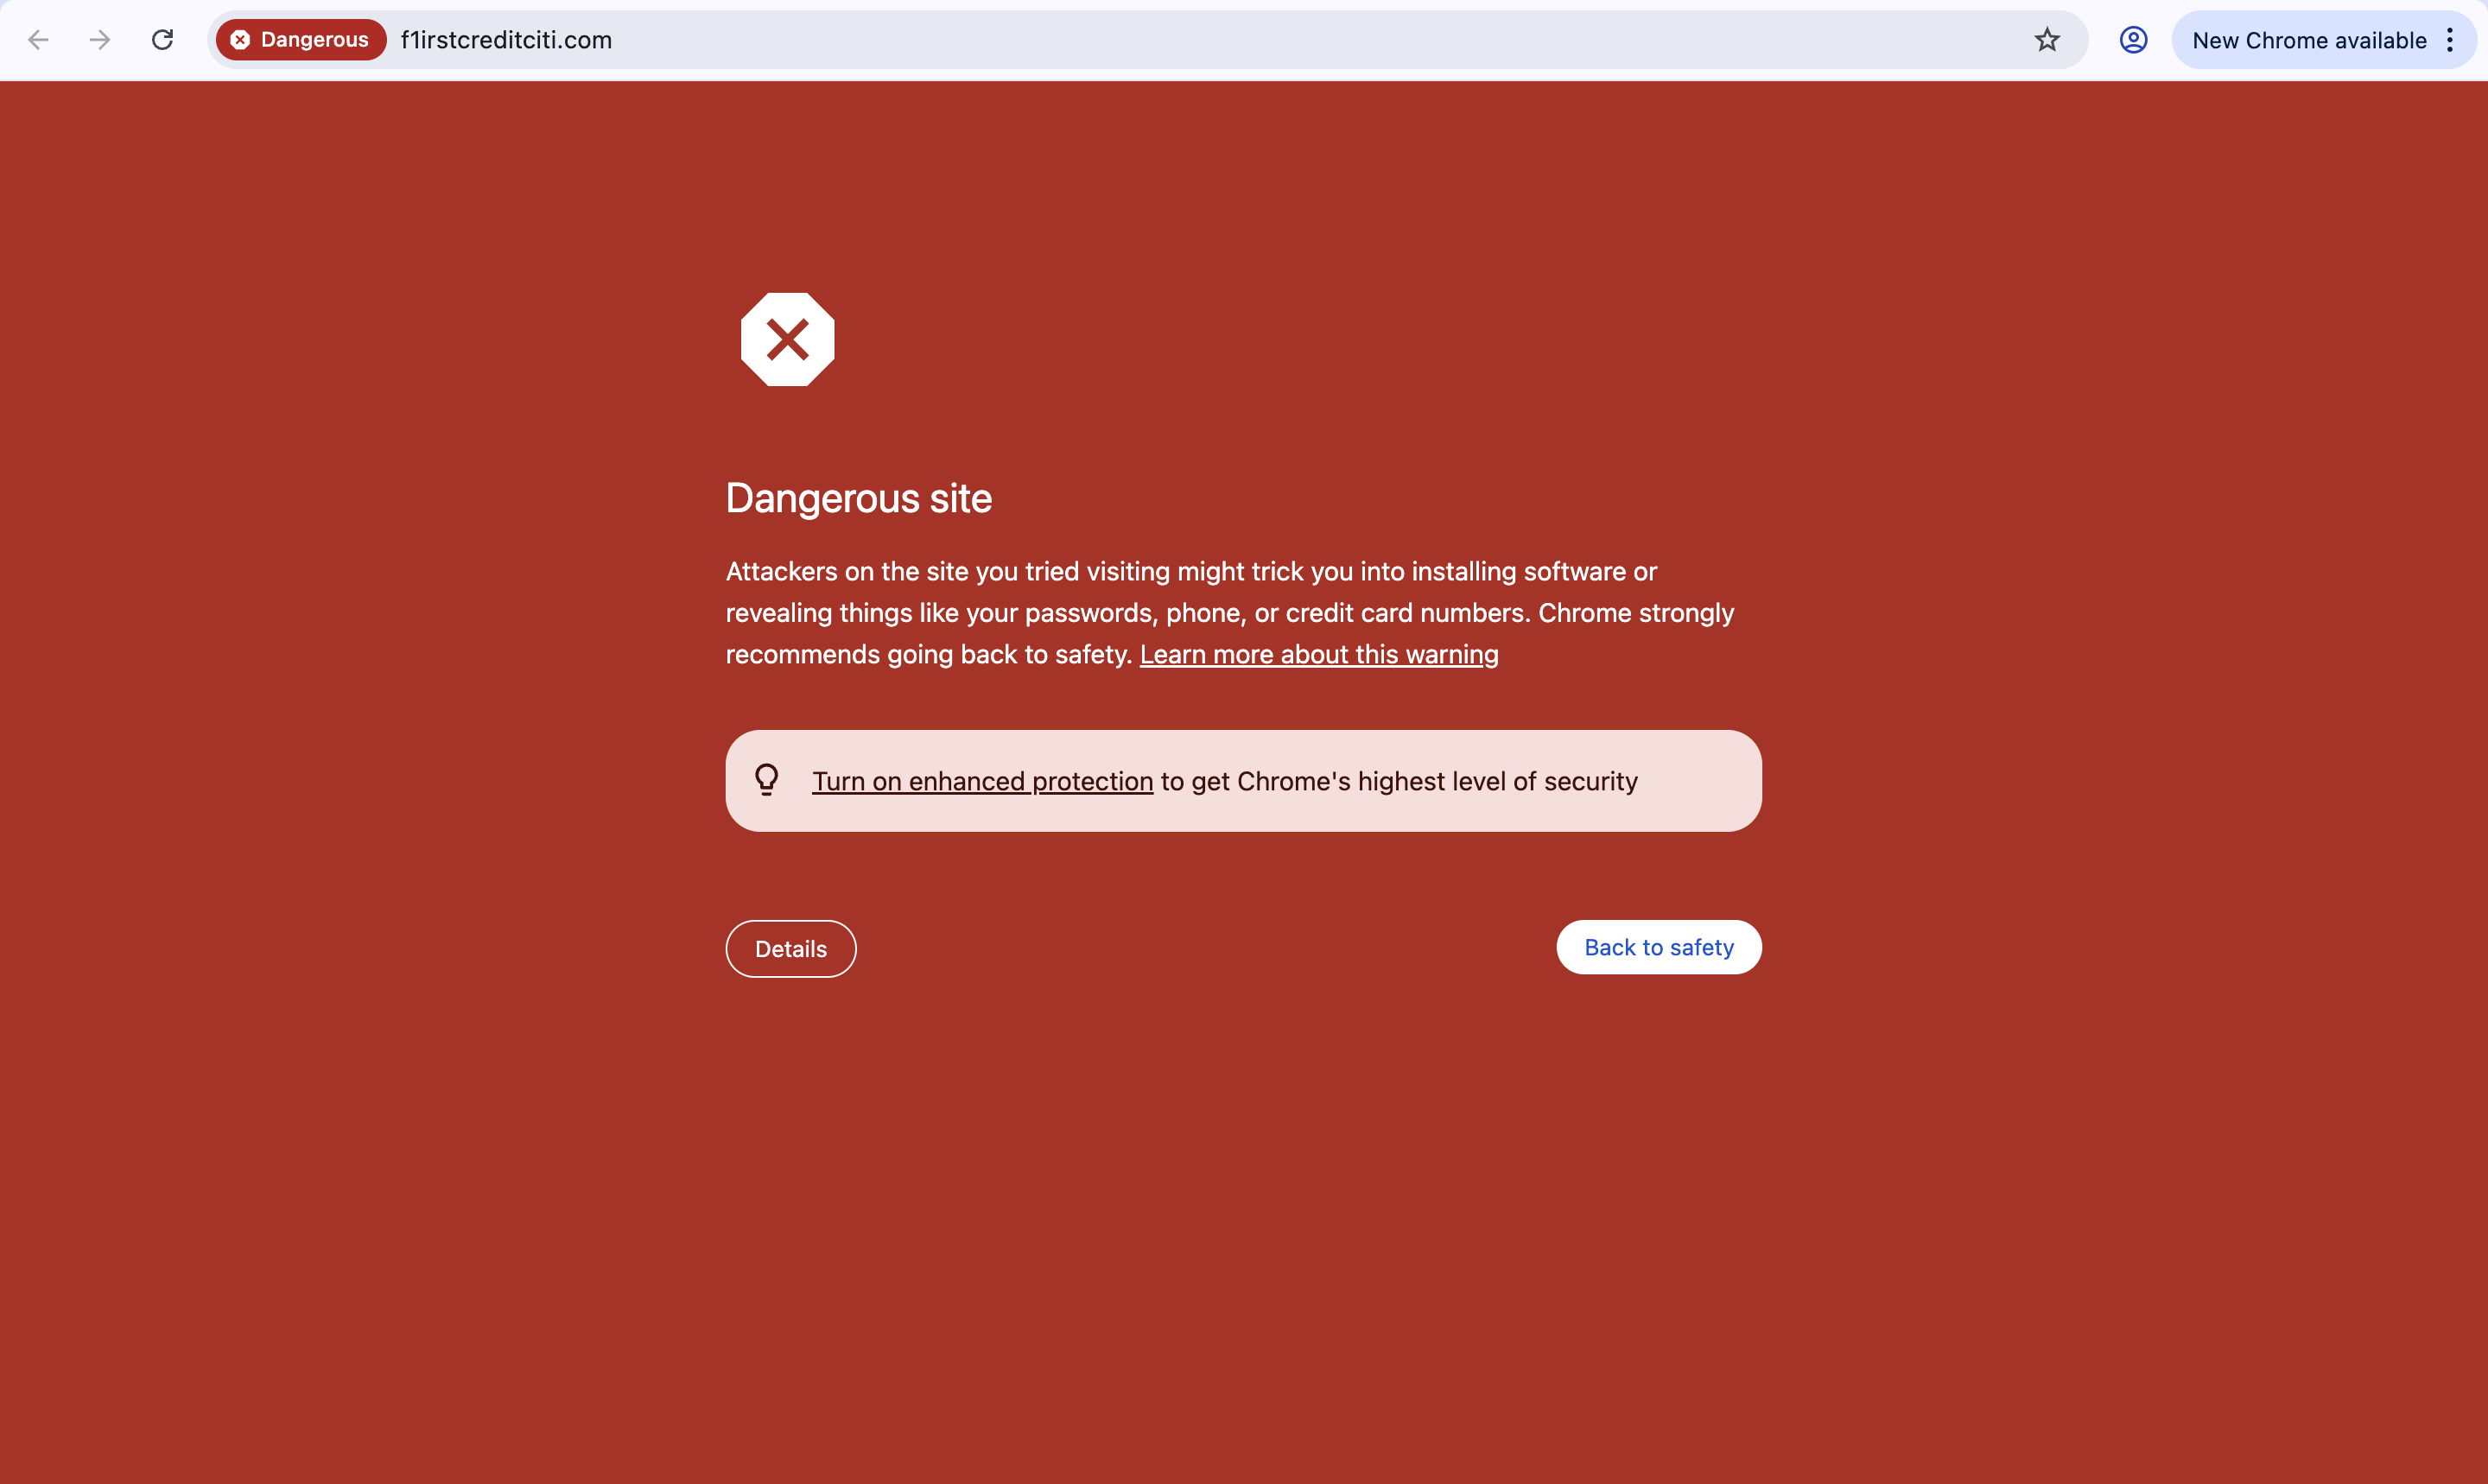 Dangerous
f1irstcreditciti.com
New Chrome available
Dangerous site
Attackers on the site you tried visiting might trick you into installing software or
revealing things like your passwords, phone, or credit card numbers. Chrome strongly
recommends going back to safety. Learn more about this warning
Turn on enhanced protection to get Chrome's highest level of security
Details
Back to safety